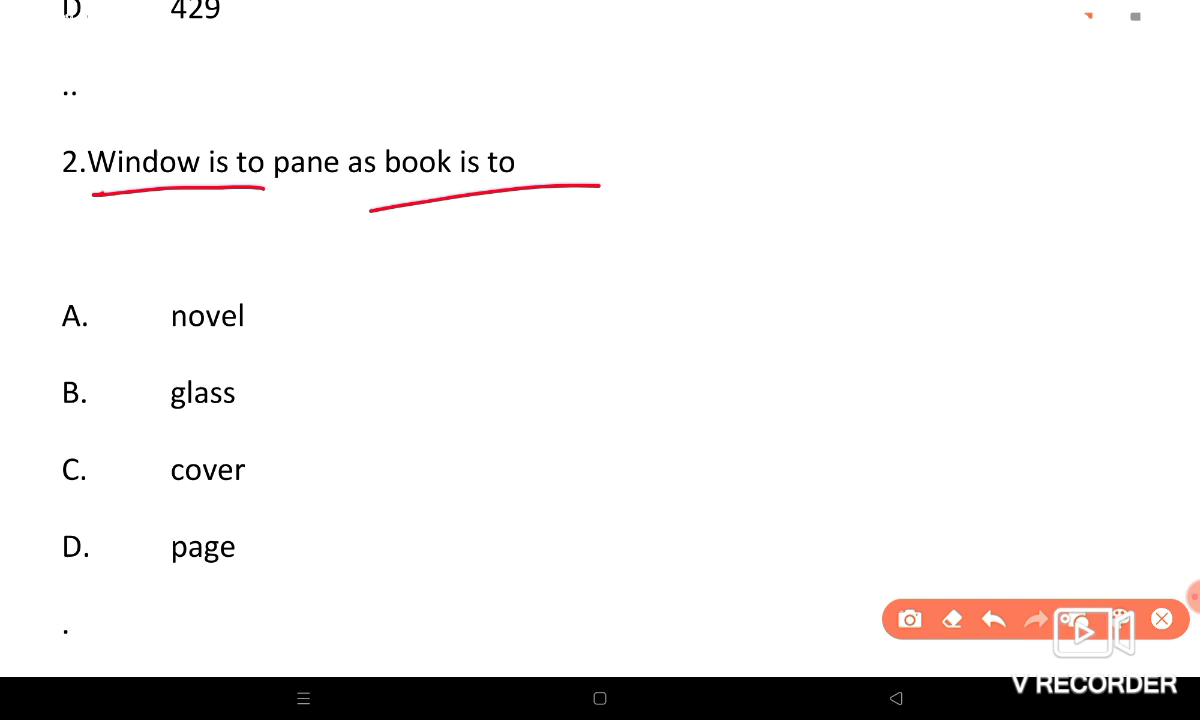 D. 429
..
2.Window is to pane as book is to
A. novel
B. glass
C. cover
D. page
.
V RECORDER